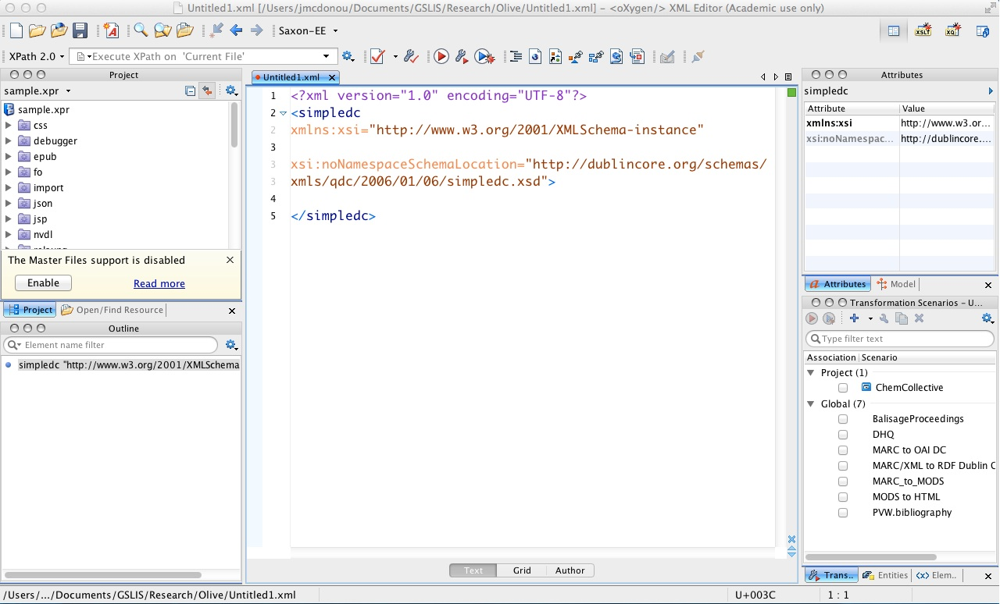 Untitled1.xml [/Users/jmcdonou/Documents/GSLIS/Research/Olive/Untitled1.xml] - <oXygen/> XML Editor (Academic use only)
Saxon-EE
XPath 2.0
Execute XPath on 'Current File'
Project
sample.xpr
sample.xpr
css
debugger
epub
fo
import
json
jsp
nvdl
The Master Files support is disabled
Enable
Read more
Project
Open/Find Resource
Outline
Element name filter
simpledc "http://www.w3.org/2001/XMLSchema
Untitled1.xml
1 <?xml version="1.0" encoding="UTF-8"?>
2 <simpledc
2 xmlns:xsi="http://www.w3.org/2001/XMLSchema-instance"
3
3 xsi:noNamespaceSchemaLocation="http://dublincore.org/schemas/
3 xmls/qdc/2006/01/06/simpledc.xsd">
4
5 </simpledc>
Text Grid Author
Attributes
simpledc
Attribute Value
xmlns:xsi http://www.w3.or...
xsi:noNamespac... http://dublincore....
Attributes Model
Transformation Scenarios - U...
Type filter text
Association Scenario
Project (1)
ChemCollective
Global (7)
BalisageProceedings
DHQ
MARC to OAI DC
MARC/XML to RDF Dublin C
MARC_to_MODS
MODS to HTML
PVW.bibliography
Trans.. Entities Elem..
/Users/.../Documents/GSLIS/Research/Olive/Untitled1.xml
U+003C
1 : 1